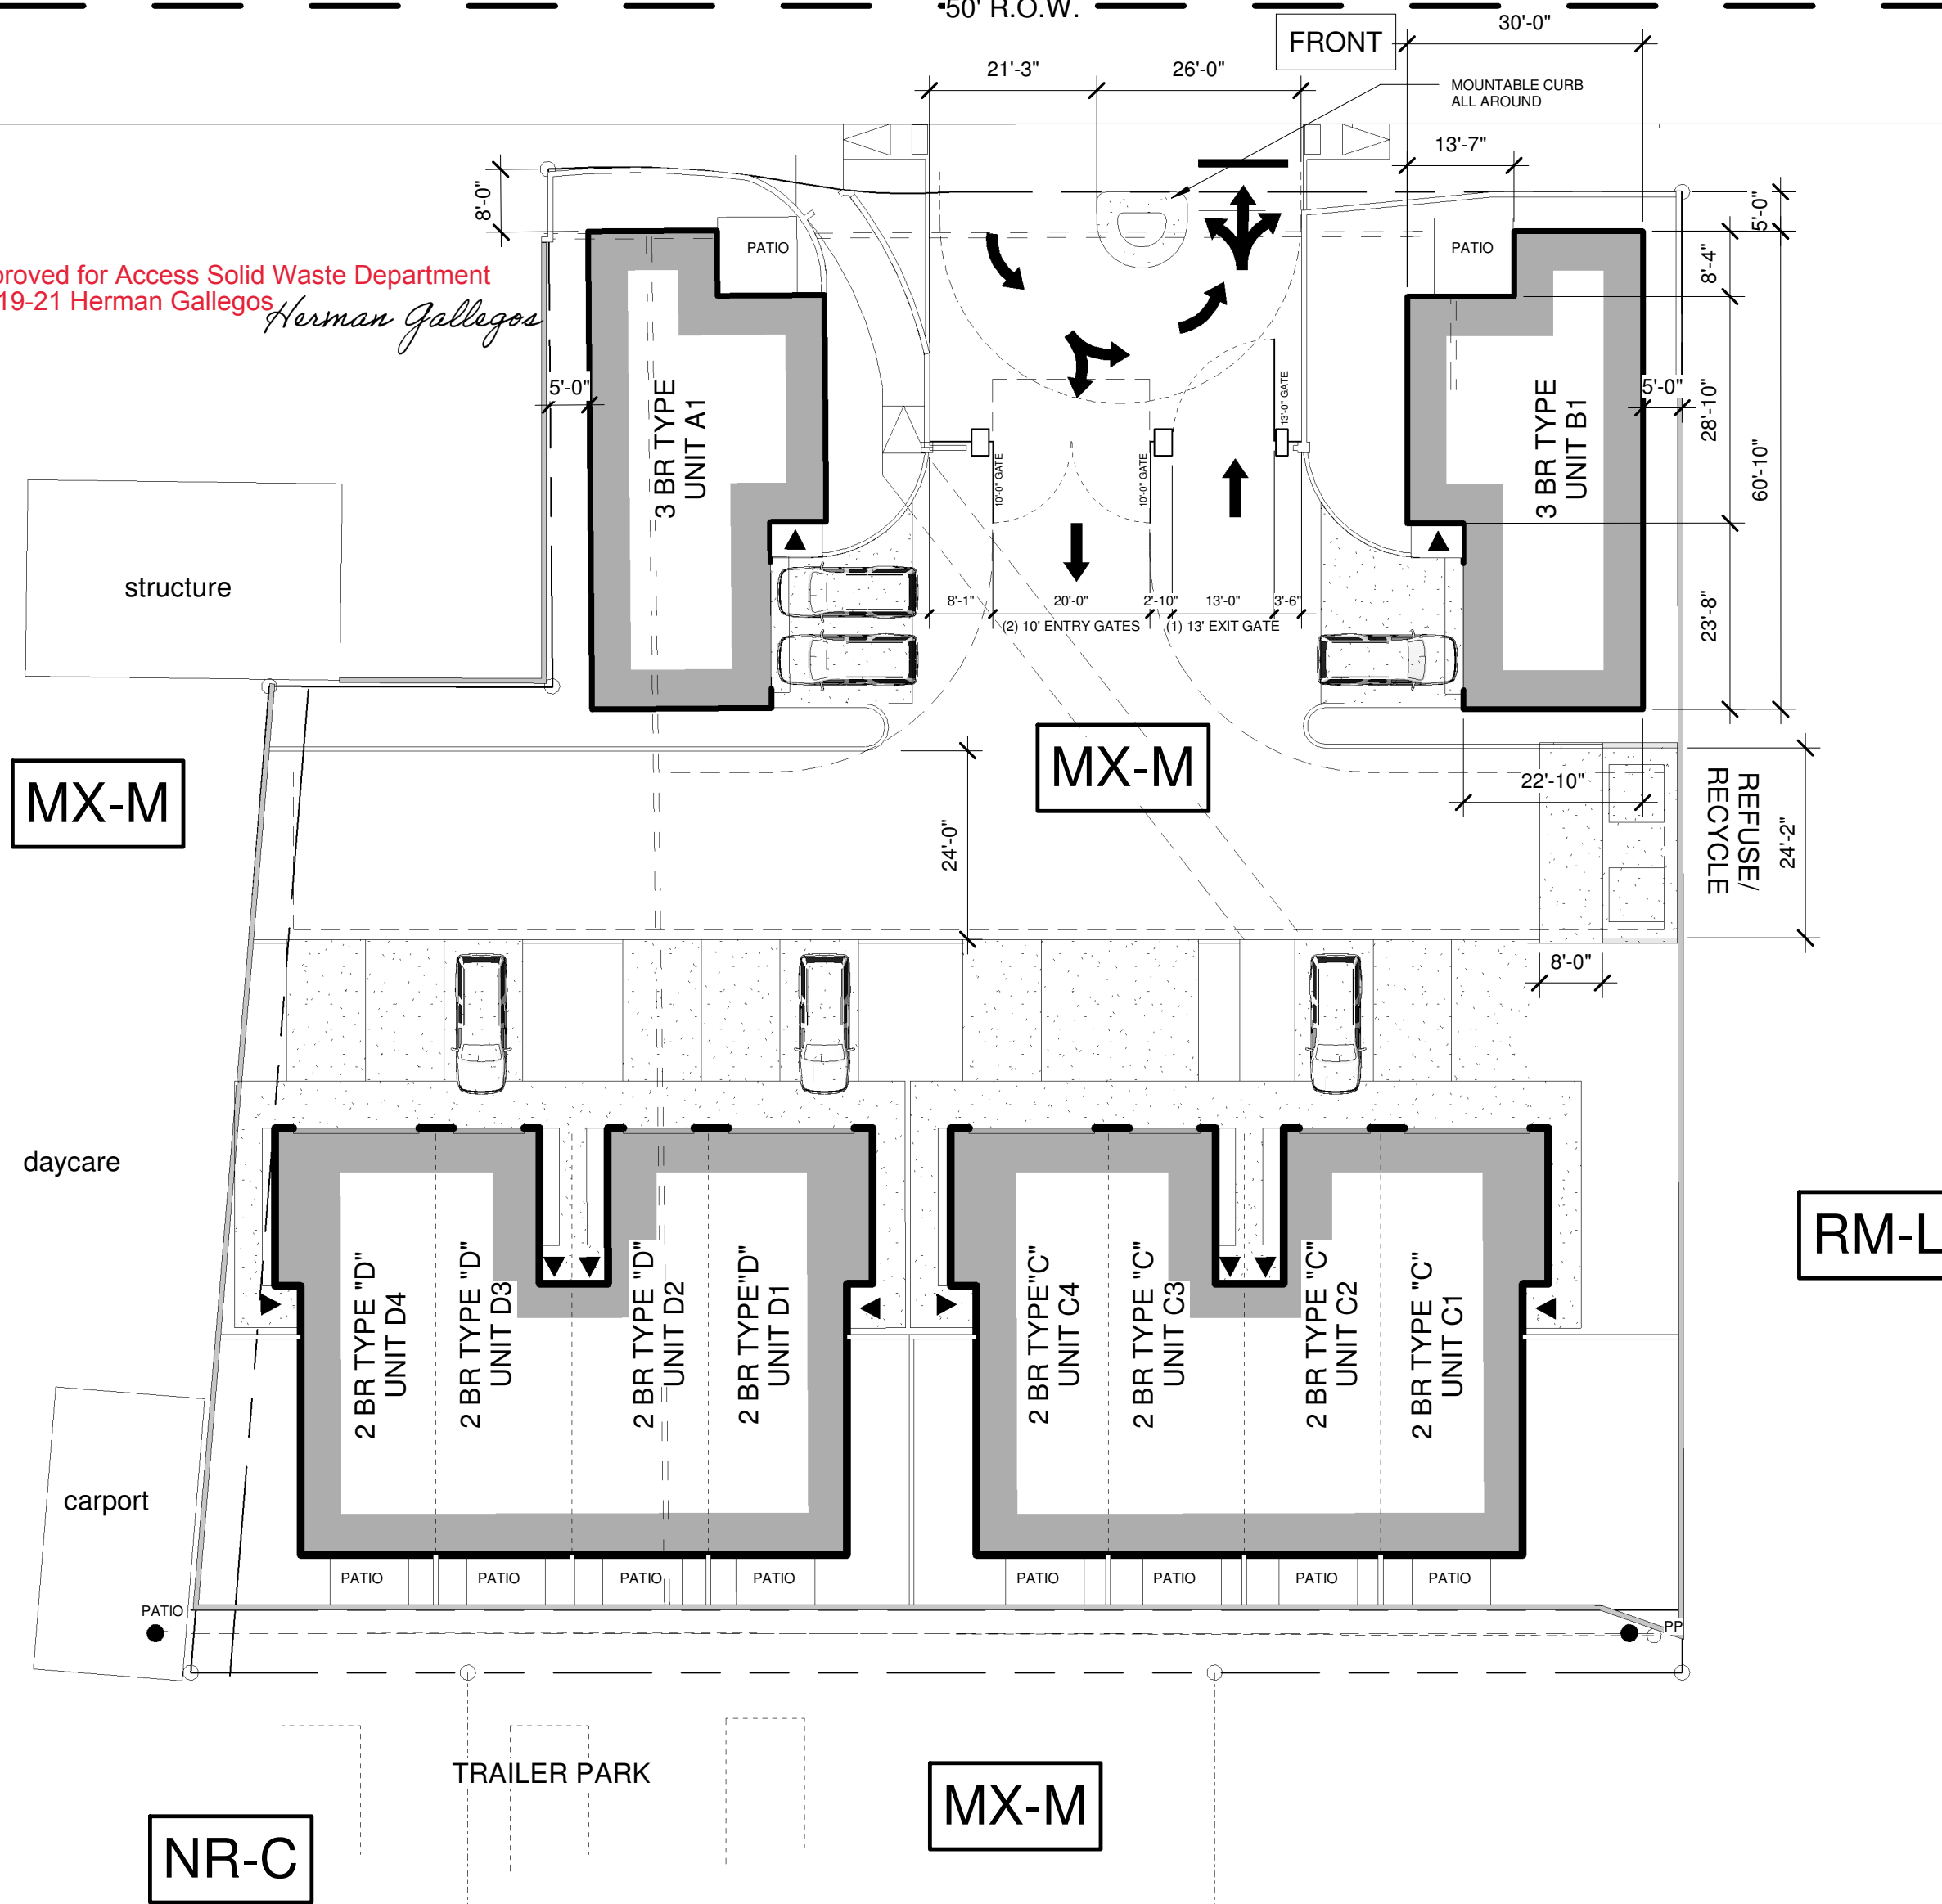 50' R.O.W.
FRONT
30'-0"
21'-3"
26'-0"
MOUNTABLE CURB
ALL AROUND
13'-7"
8'-0"
5'-0"
PATIO
PATIO
8'-4"
proved for Access Solid Waste Department
19-21 Herman Gallegos
Herman Gallegos
5'-0"
3 BR TYPE
UNIT A1
10'-0" GATE
10'-0" GATE
13'-0" GATE
3 BR TYPE
UNIT B1
5'-0"
28'-10"
60'-10"
structure
8'-1"
20'-0"
2'-10"
13'-0"
3'-6"
(2) 10' ENTRY GATES
(1) 13' EXIT GATE
23'-8"
MX-M
MX-M
22'-10"
REFUSE/
RECYCLE
24'-0"
24'-2"
8'-0"
daycare
RM-L
2 BR TYPE "D"
UNIT D4
2 BR TYPE "D"
UNIT D3
2 BR TYPE "D"
UNIT D2
2 BR TYPE"D"
UNIT D1
2 BR TYPE"C"
UNIT C4
2 BR TYPE "C"
UNIT C3
2 BR TYPE "C"
UNIT C2
2 BR TYPE "C"
UNIT C1
carport
PATIO
PATIO
PATIO
PATIO
PATIO
PATIO
PATIO
PATIO
PATIO
PP
TRAILER PARK
MX-M
NR-C